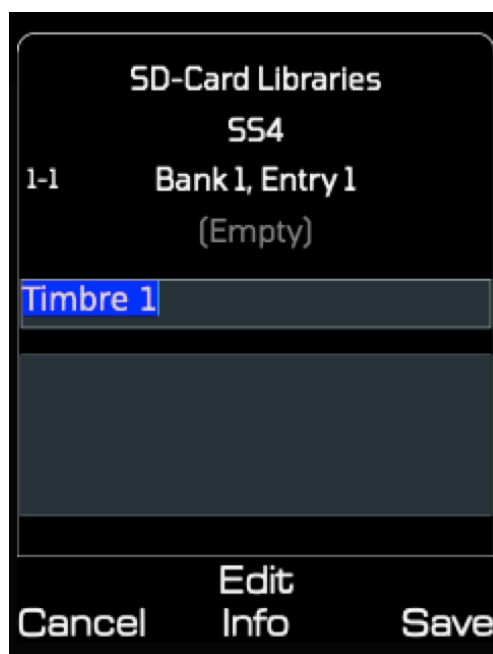 SD-Card Libraries
SS4
1-1 Bank 1, Entry 1
(Empty)
Timbre 1
Edit
Cancel Info Save